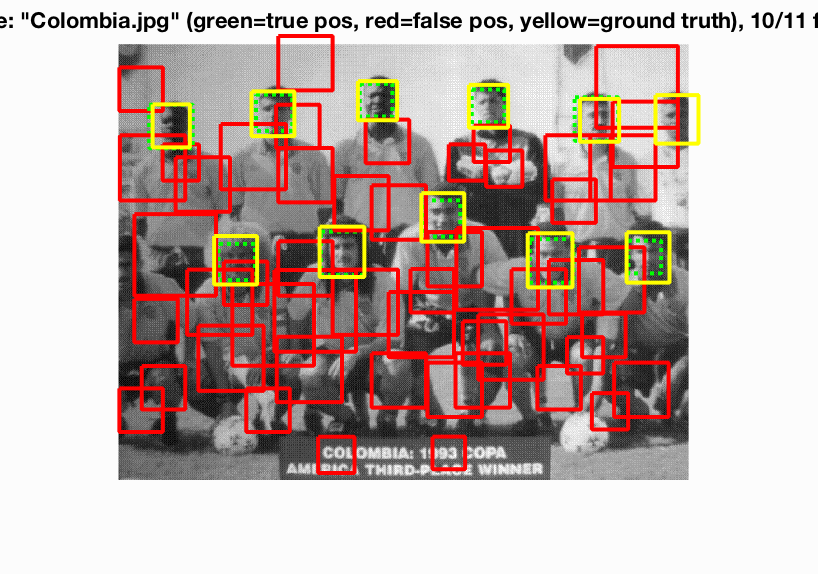 e: "Colombia.jpg" (green=true pos, red=false pos, yellow=ground truth), 10/11 f
COLOMBIA: 1993 COPA
AMERICA THIRD-PLACE WINNER